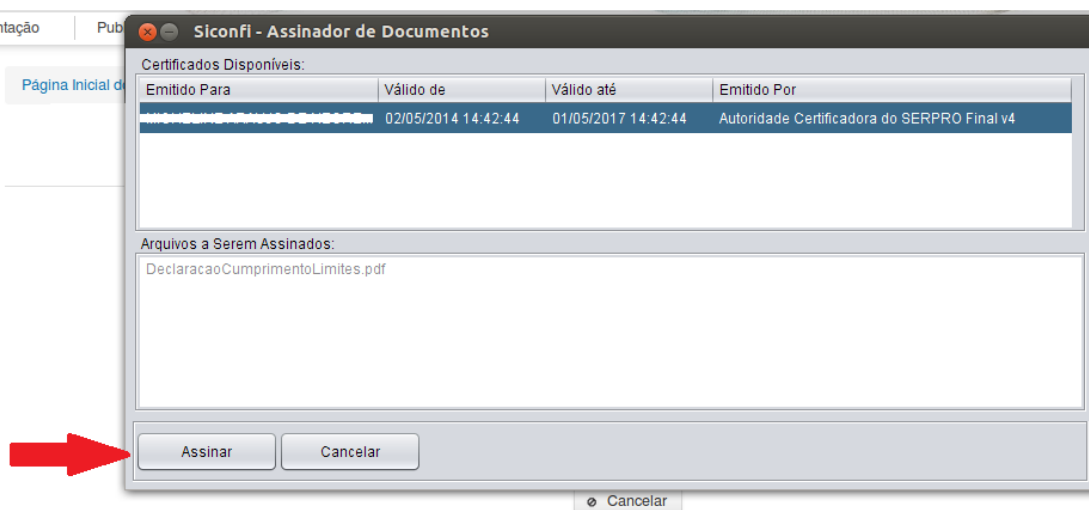 ntação Pub
Siconfi - Assinador de Documentos
Certificados Disponíveis:
Página Inicial d
Emitido Para Válido de Válido até Emitido Por
02/05/2014 14:42:44 01/05/2017 14:42:44 Autoridade Certificadora do SERPRO Final v4
Arquivos a Serem Assinados:
DeclaracaoCumprimentoLimites.pdf
Assinar Cancelar
Cancelar